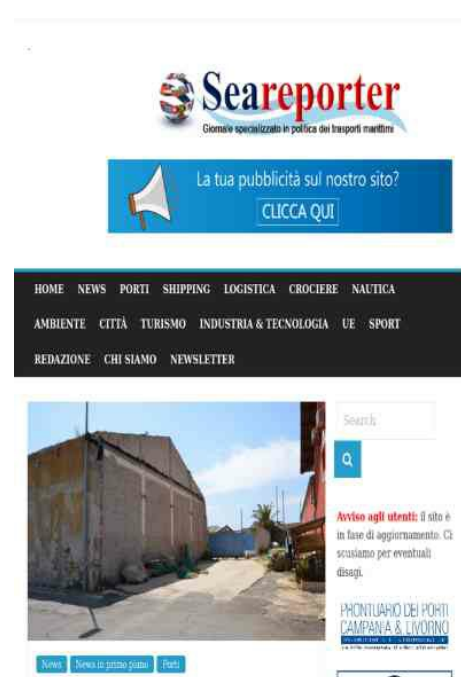 Seareporter
Giornale specializzato in politica dei trasporti marittimi
La tua pubblicità sul nostro sito?
CLICCA QUI
HOME NEWS PORTI SHIPPING LOGISTICA CROCIERE NAUTICA
AMBIENTE CITTÀ TURISMO INDUSTRIA & TECNOLOGIA UE SPORT
REDAZIONE CHI SIAMO NEWSLETTER
Search
Avviso agli utenti: il sito è
in fase di aggiornamento. Ci
scusiamo per eventuali
disagi.
PRONTUARIO DEI PORTI
CAMPANIA & LIVORNO
News News in primo piano Porti